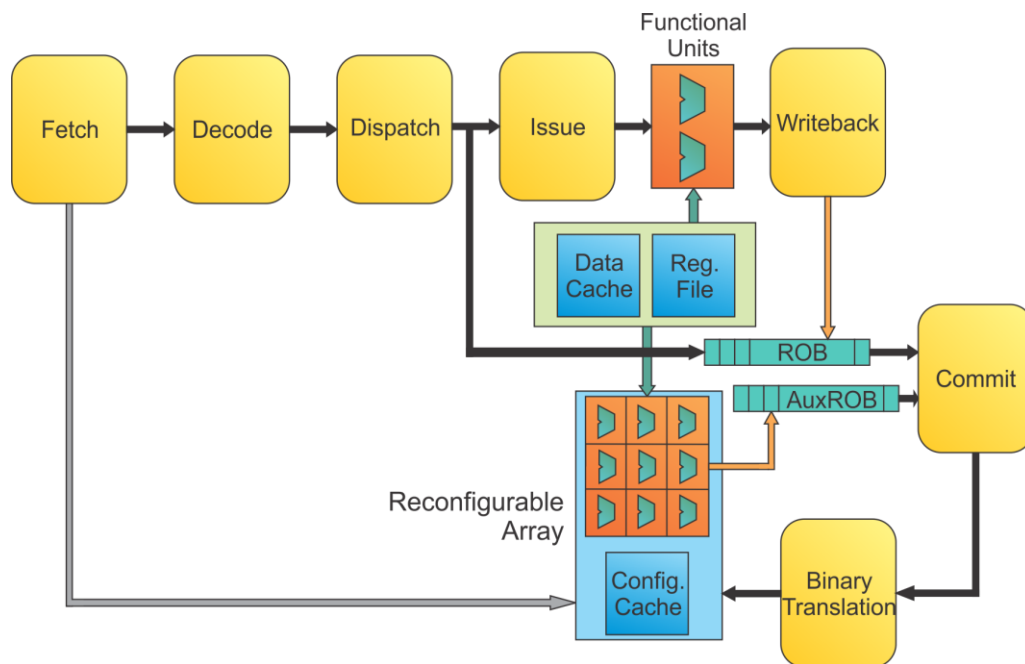 Functional
Units
Fetch
Decode
Dispatch
Issue
Writeback
Data
Cache
Reg.
File
ROB
AuxROB
Commit
Reconfigurable
Array
Config.
Cache
Binary
Translation